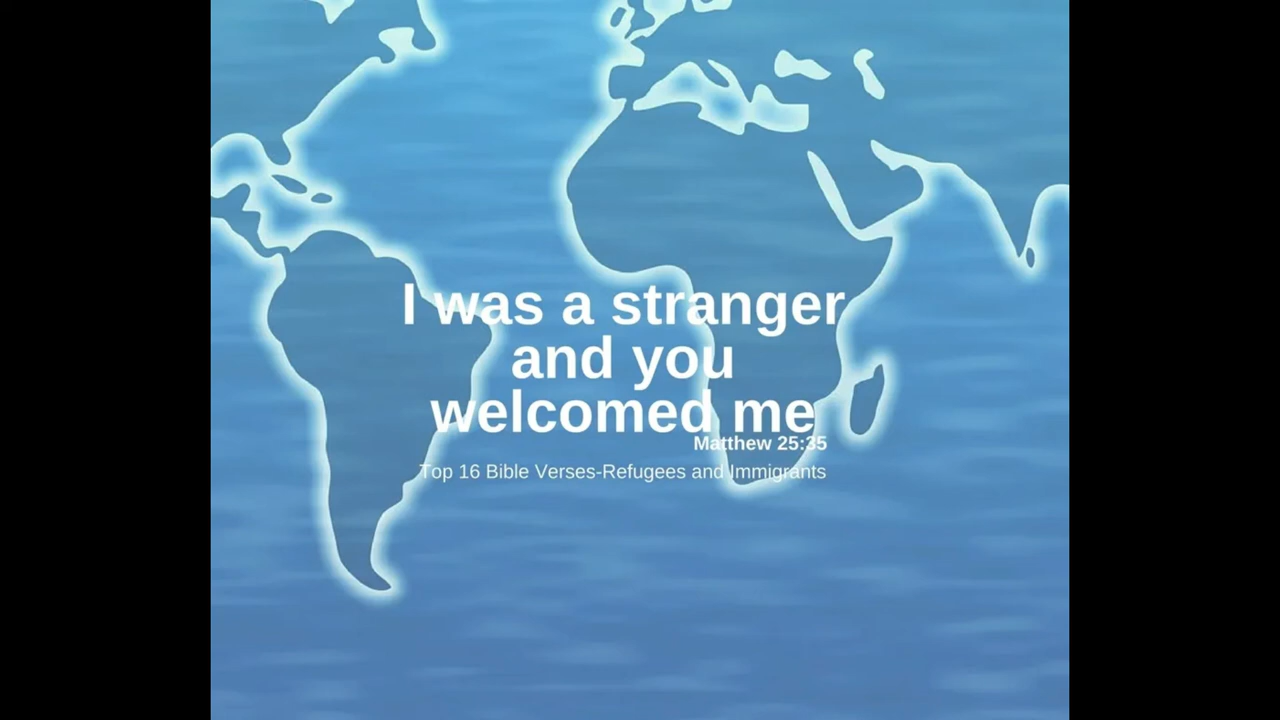 I was a stranger
and you
welcomed me
Matthew 25:35
Top 16 Bible Verses-Refugees and Immigrants